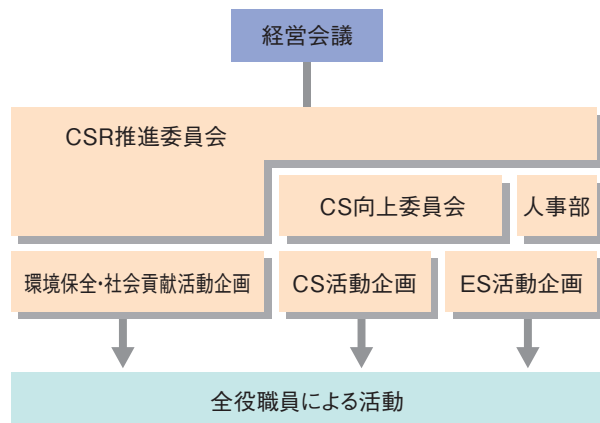 経営会議
CSR推進委員会
CS向上委員会
人事部
環境保全・社会貢献活動企画
CS活動企画
ES活動企画
全役職員による活動